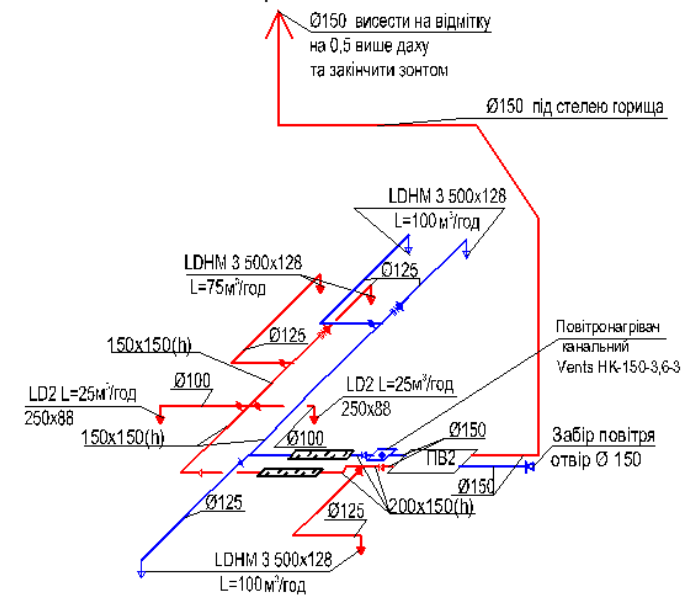 Ø150 висести на відмітку
на 0,5 више даху
та закінчити зонтом
Ø150 під стелею горища
LDHM 3 500x128
L=100м³/год
LDHM 3 500x128
L=75м³/год
Ø125
Ø125
150x150(h)
Повітронагрівач
канальний
Vents НК-150-3,6-3
LD2 L=25м³/год
250x88
Ø100
LD2 L=25м³/год
250x88
150x150(h)
Ø100
Ø150
ПВ2
Забір повітря
отвір Ø 150
Ø150
200x150(h)
Ø125
Ø125
LDHM 3 500x128
L=100м³/год